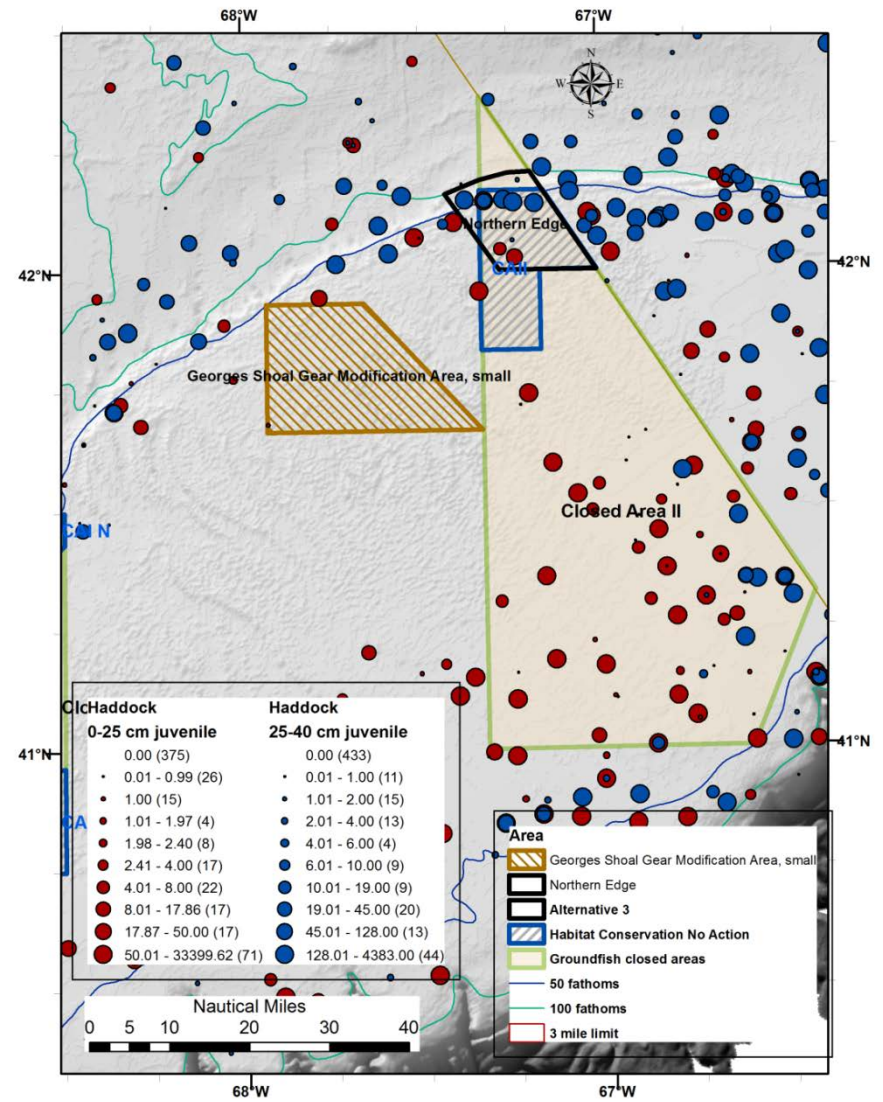 68°W 67°W
N
W E
S
Northern Edge
42°N 42°N
CAII
Georges Shoal Gear Modification Area, small
Closed Area II
CAI N
41°N 41°N
CA
Haddock
0-25 cm juvenile
0.00 (375)
0.01 - 0.99 (26)
1.00 (15)
1.01 - 1.97 (4)
1.98 - 2.40 (8)
2.41 - 4.00 (17)
4.01 - 8.00 (22)
8.01 - 17.86 (17)
17.87 - 50.00 (17)
50.01 - 33399.62 (71)
Haddock
25-40 cm juvenile
0.00 (433)
0.01 - 1.00 (11)
1.01 - 2.00 (15)
2.01 - 4.00 (13)
4.01 - 6.00 (4)
6.01 - 10.00 (9)
10.01 - 19.00 (9)
19.01 - 45.00 (20)
45.01 - 128.00 (13)
128.01 - 4383.00 (44)
Area
Georges Shoal Gear Modification Area, small
Northern Edge
Alternative 3
Habitat Conservation No Action
Groundfish closed areas
50 fathoms
100 fathoms
3 mile limit
Nautical Miles
0 5 10 20 30 40
68°W 67°W